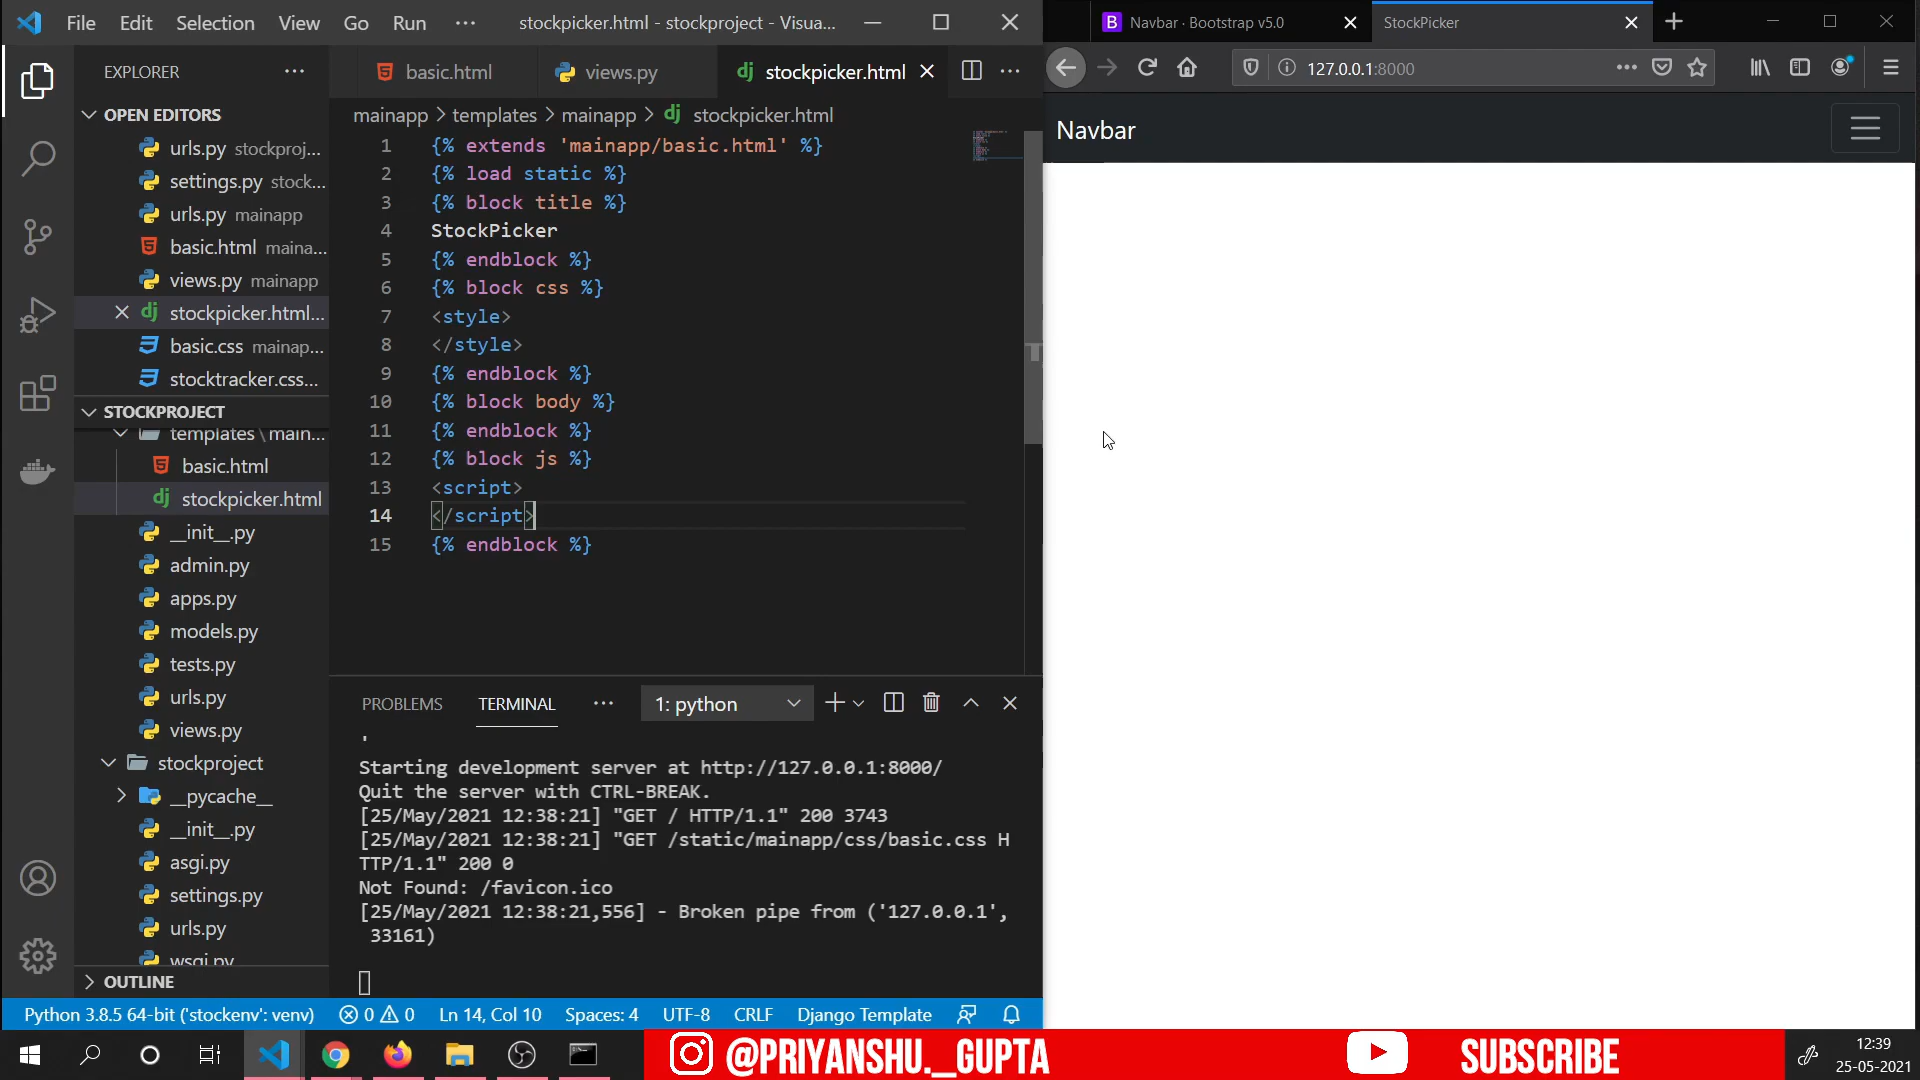 File Edit Selection View Go Run ··· stockpicker.html - stockproject - Visua...
Navbar · Bootstrap v5.0
StockPicker
EXPLORER
basic.html
views.py
stockpicker.html
127.0.0.1:8000
OPEN EDITORS
mainapp > templates > mainapp > stockpicker.html
urls.py stockproj...
settings.py stock...
urls.py mainapp
basic.html maina...
views.py mainapp
stockpicker.html...
basic.css mainap...
stocktracker.css...
STOCKPROJECT
templates\main...
basic.html
stockpicker.html
__init__.py
admin.py
apps.py
models.py
tests.py
urls.py
views.py
stockproject
__pycache__
__init__.py
asgi.py
settings.py
urls.py
wsgi.py
OUTLINE
1 {% extends 'mainapp/basic.html' %}
2 {% load static %}
3 {% block title %}
4 StockPicker
5 {% endblock %}
6 {% block css %}
7 <style>
8 </style>
9 {% endblock %}
10 {% block body %}
11 {% endblock %}
12 {% block js %}
13 <script>
14 </script>
15 {% endblock %}
PROBLEMS TERMINAL ··· 1: python
'
Starting development server at http://127.0.0.1:8000/
Quit the server with CTRL-BREAK.
[25/May/2021 12:38:21] "GET / HTTP/1.1" 200 3743
[25/May/2021 12:38:21] "GET /static/mainapp/css/basic.css H
TTP/1.1" 200 0
Not Found: /favicon.ico
[25/May/2021 12:38:21,556] - Broken pipe from ('127.0.0.1',
33161)
Navbar
Python 3.8.5 64-bit ('stockenv': venv) 0 0 Ln 14, Col 10 Spaces: 4 UTF-8 CRLF Django Template
@PRIYANSHU._GUPTA
SUBSCRIBE
12:39
25-05-2021